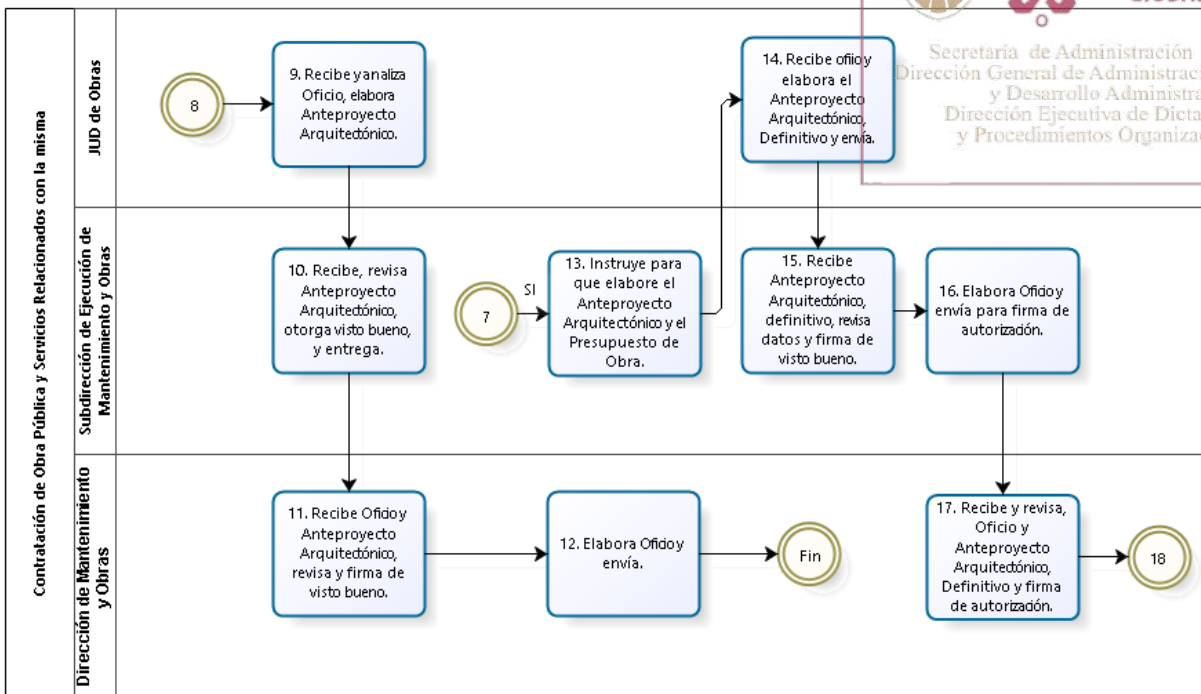 Contratación de Obra Pública y Servicios Relacionados con la misma
JUD de Obras
8
9. Recibe y analiza
Oficio, elabora
Anteproyecto
Arquitectónico.
14. Recibe ofiio y
elabora el
Anteproyecto
Arquitectónico,
Definitivo y envía.
Secretaría de Administración
Dirección General de Administrac
y Desarrollo Administra
Dirección Ejecutiva de Dicta
y Procedimientos Organiza
Subdirección de Ejecución de
Mantenimiento y Obras
10. Recibe, revisa
Anteproyecto
Arquitectónico,
otorga visto bueno,
y entrega.
7
SI
13. Instruye para
que elabore el
Anteproyecto
Arquitectónico y el
Presupuesto de
Obra.
15. Recibe
Anteproyecto
Arquitectónico,
definitivo, revisa
datos y firma de
visto bueno.
16. Elabora Oficio y
envía para firma de
autorización.
Dirección de Mantenimiento
y Obras
11. Recibe Oficio y
Anteproyecto
Arquitectónico,
revisa y firma de
visto bueno.
12. Elabora Oficio y
envía.
Fin
17. Recibe y revisa,
Oficio y
Anteproyecto
Arquitectónico,
Definitivo y firma
de autorización.
18